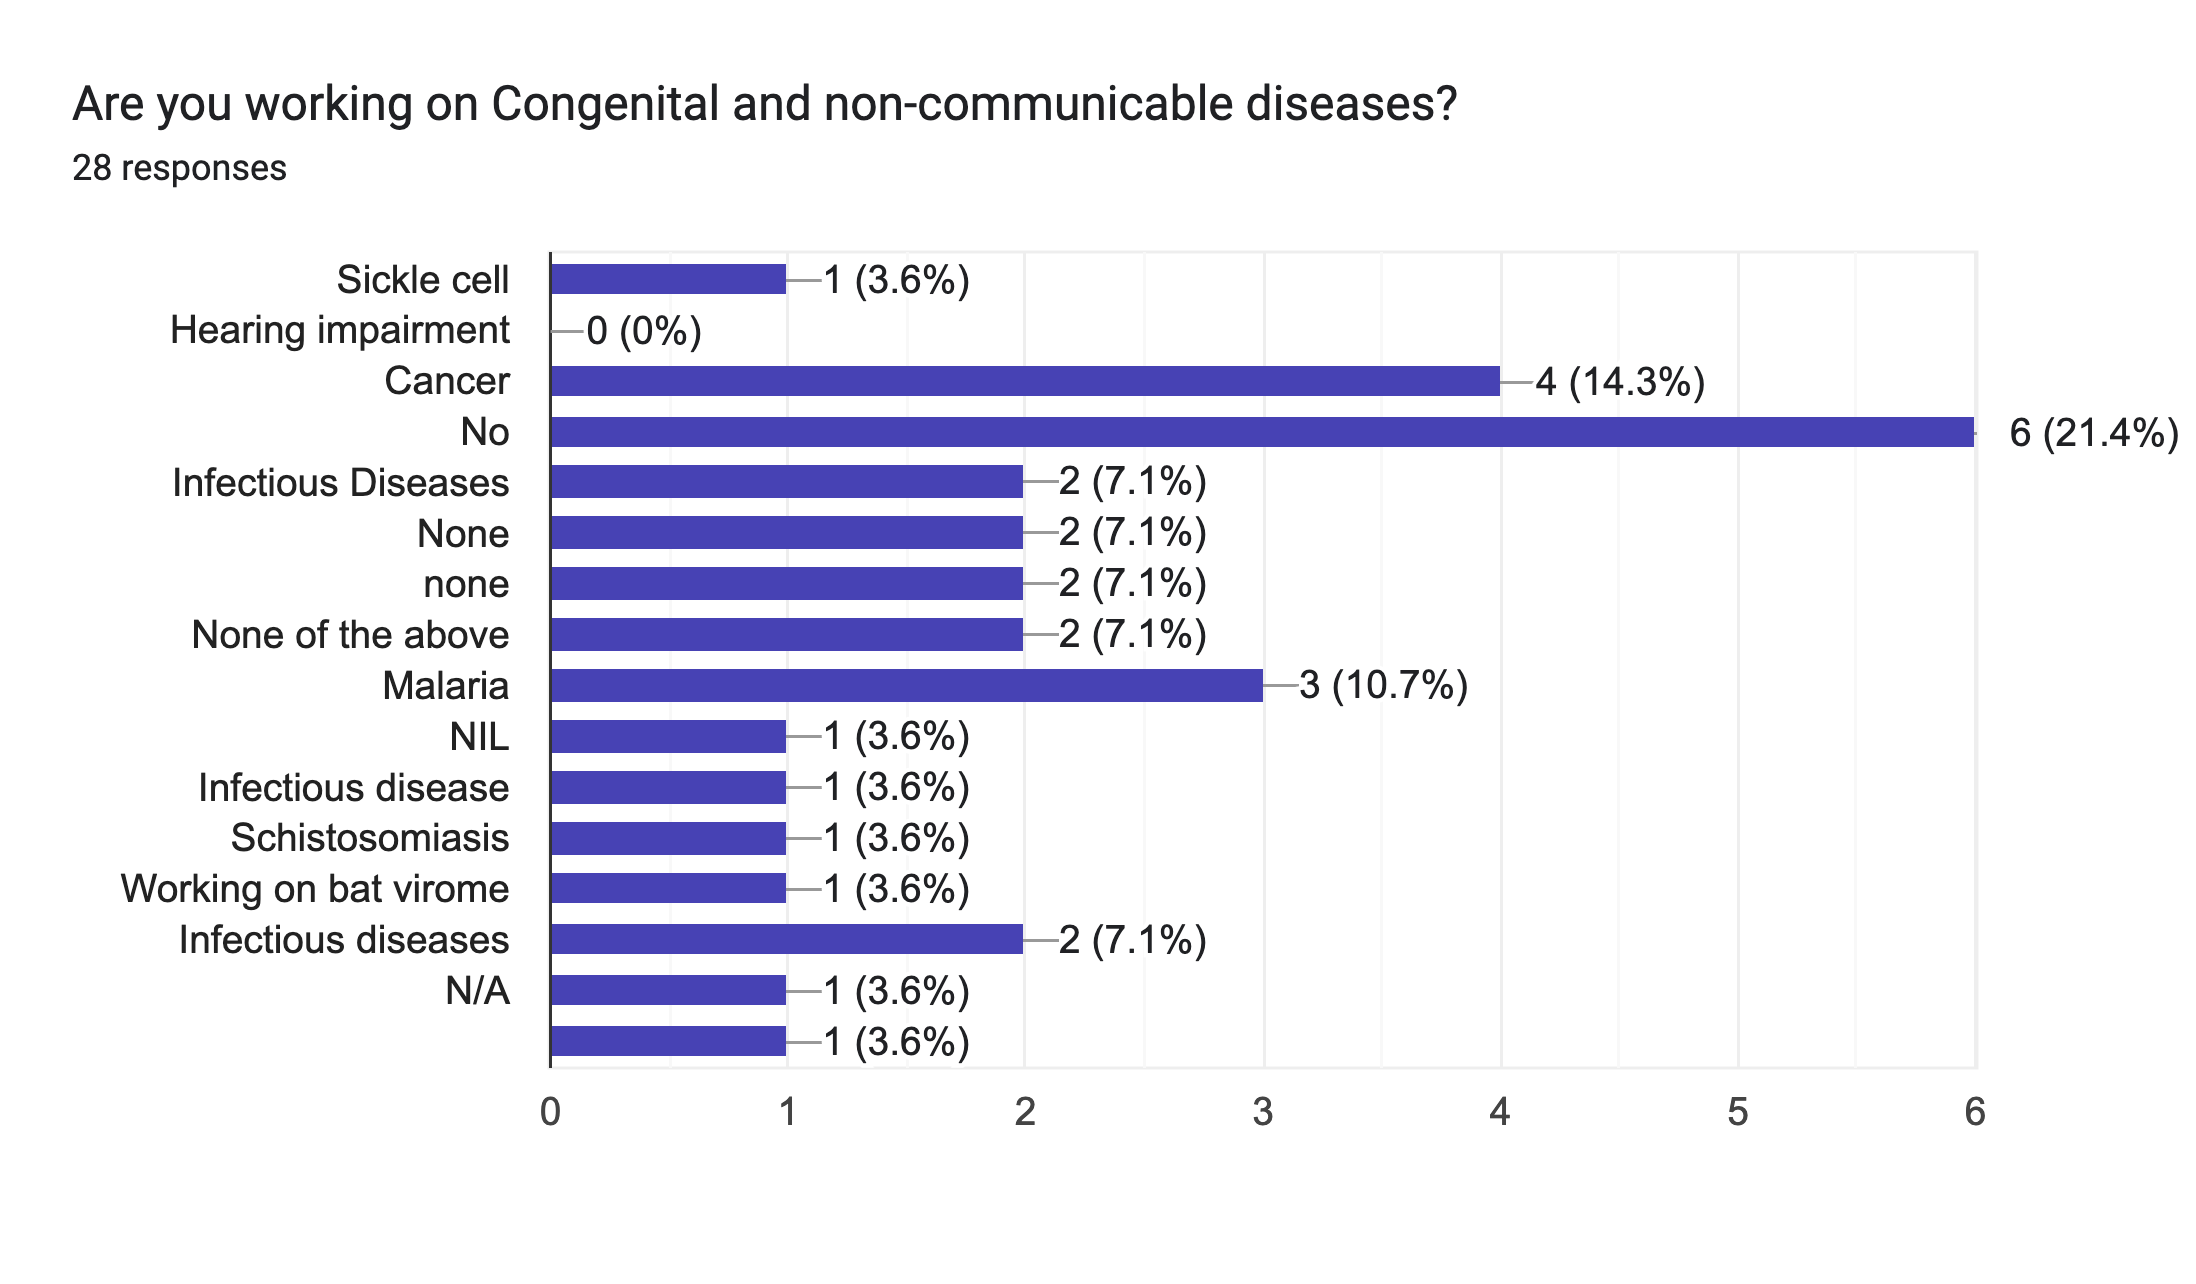 Are you working on Congenital and non-communicable diseases?
28 responses
Sickle cell 1 (3.6%)
Hearing impairment 0 (0%)
Cancer 4 (14.3%)
No 6 (21.4%)
Infectious Diseases 2 (7.1%)
None 2 (7.1%)
none 2 (7.1%)
None of the above 2 (7.1%)
Malaria 3 (10.7%)
NIL 1 (3.6%)
Infectious disease 1 (3.6%)
Schistosomiasis 1 (3.6%)
Working on bat virome 1 (3.6%)
Infectious diseases 2 (7.1%)
N/A 1 (3.6%)
1 (3.6%)
0 1 2 3 4 5 6